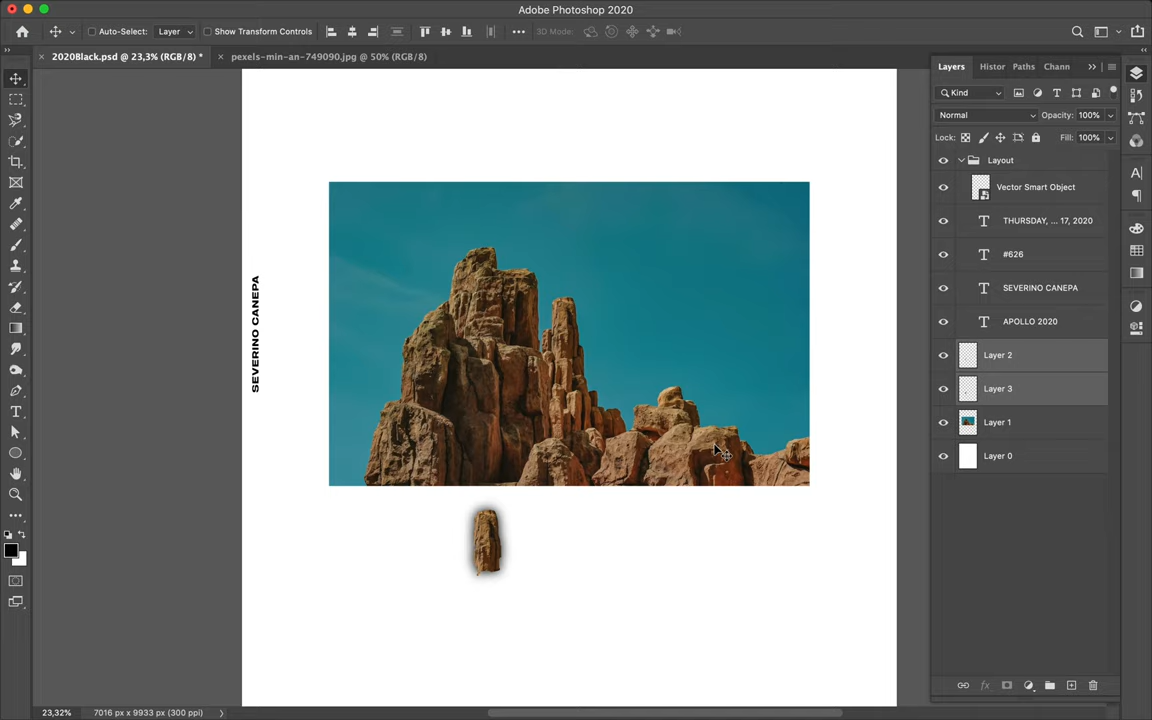 Adobe Photoshop 2020
Auto-Select: Layer Show Transform Controls ••• 3D Mode:
2020Black.psd @ 23,3% (RGB/8) *
pexels-min-an-749090.jpg @ 50% (RGB/8)
Layers Histor Paths Chann
Kind
Normal Opacity: 100%
Lock: Fill: 100%
Layout
Vector Smart Object
THURSDAY, ... 17, 2020
#626
SEVERINO CANEPA
APOLLO 2020
Layer 2
Layer 3
Layer 1
Layer 0
SEVERINO CANEPA
23,32% 7016 px x 9933 px (300 ppi)